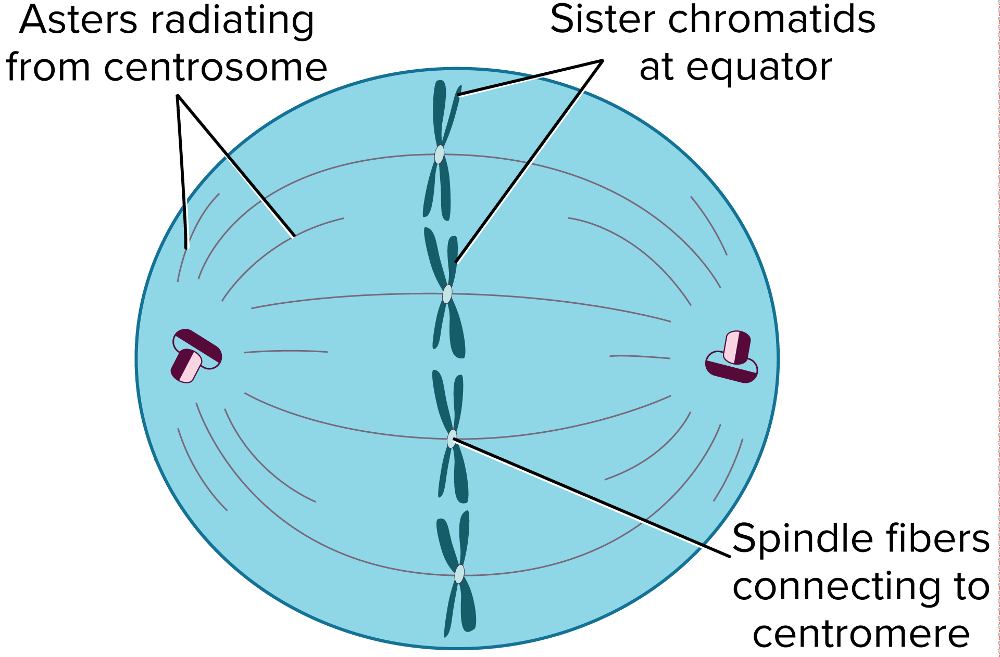 Asters radiating
from centrosome
Sister chromatids
at equator
Spindle fibers
connecting to
centromere